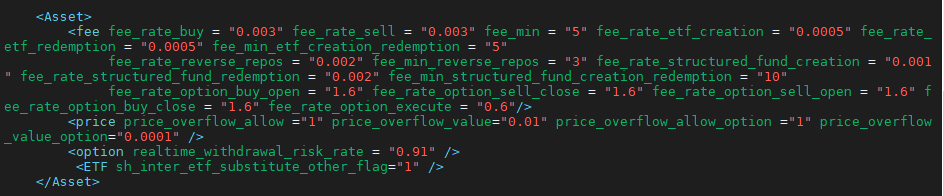 <Asset>
<fee fee_rate_buy = "0.003" fee_rate_sell = "0.003" fee_min = "5" fee_rate_etf_creation = "0.0005" fee_rate_
etf_redemption = "0.0005" fee_min_etf_creation_redemption = "5"
fee_rate_reverse_repos = "0.002" fee_min_reverse_repos = "3" fee_rate_structured_fund_creation = "0.001
" fee_rate_structured_fund_redemption = "0.002" fee_min_structured_fund_creation_redemption = "10"
fee_rate_option_buy_open = "1.6" fee_rate_option_sell_close = "1.6" fee_rate_option_sell_open = "1.6" f
ee_rate_option_buy_close = "1.6" fee_rate_option_execute = "0.6"/>
<price price_overflow_allow ="1" price_overflow_value="0.01" price_overflow_allow_option ="1" price_overflow
_value_option="0.0001" />
<option realtime_withdrawal_risk_rate = "0.91" />
<ETF sh_inter_etf_substitute_other_flag="1" />
</Asset>